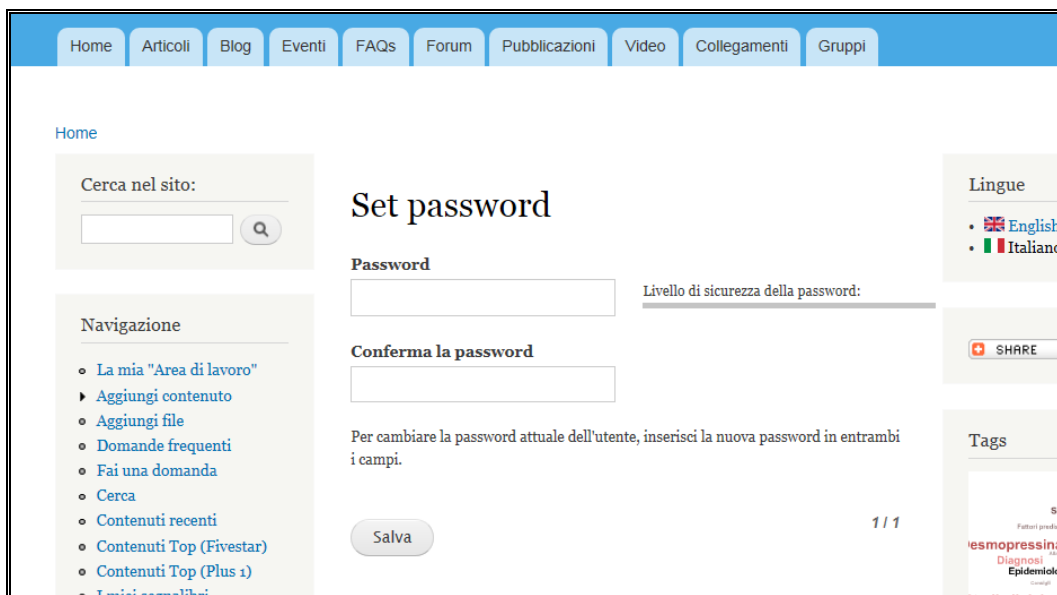 Home Articoli Blog Eventi FAQs Forum Pubblicazioni Video Collegamenti Gruppi
Home
Cerca nel sito:
Navigazione
La mia "Area di lavoro"
Aggiungi contenuto
Aggiungi file
Domande frequenti
Fai una domanda
Cerca
Contenuti recenti
Contenuti Top (Fivestar)
Contenuti Top (Plus 1)
I miei segnalibri
Set password
Password
Livello di sicurezza della password:
Conferma la password
Per cambiare la password attuale dell'utente, inserisci la nuova password in entrambi
i campi.
Salva
1 / 1
Lingue
English
Italiano
SHARE
Tags
Diagnosi